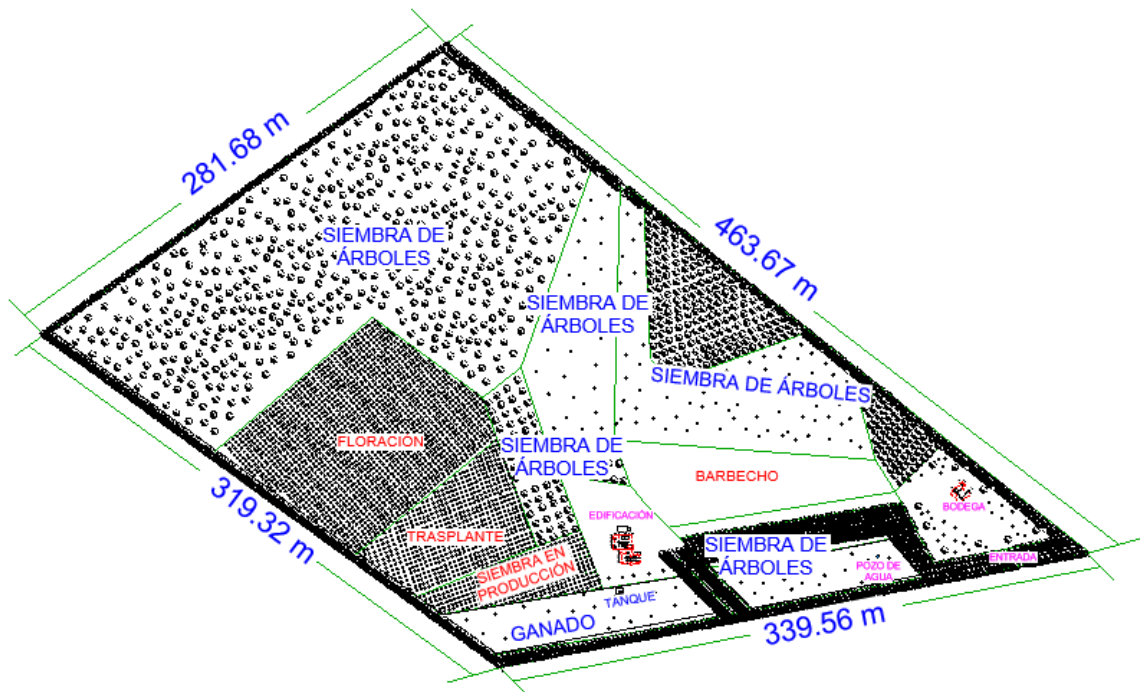 281.68 m
463.67 m
SIEMBRA DE
ÁRBOLES
SIEMBRA DE
ÁRBOLES
SIEMBRA DE ÁRBOLES
FLORACIÓN
SIEMBRA DE
ÁRBOLES
BARBECHO
BODEGA
319.32 m
EDIFICACIÓN
TRASPLANTE
SIEMBRA DE
ÁRBOLES
ENTRADA
SIEMBRA EN
PRODUCCIÓN
POZO DE
AGUA
TANQUE
GANADO
339.56 m